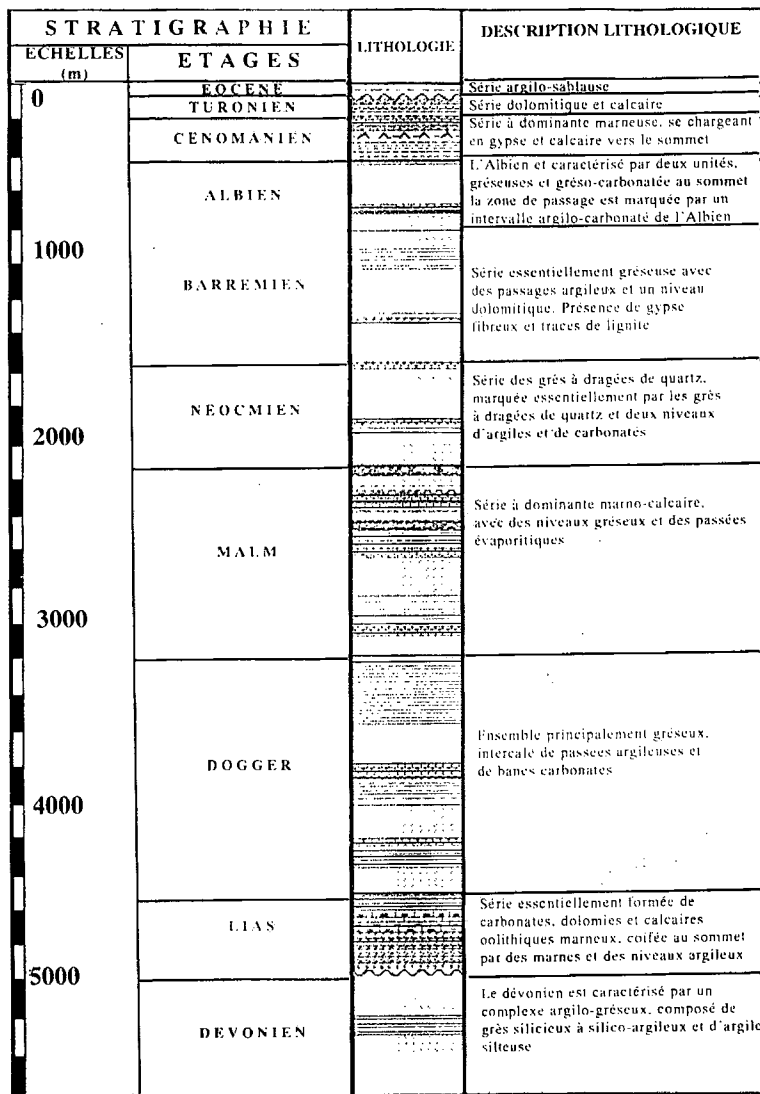 STRATIGRAPHIE
LITHOLOGIE
DESCRIPTION LITHOLOGIQUE
ECHELLES
(m)
ETAGES
0
EOCENE
Série argilo-sablause
TURONIEN
Série dolomitique et calcaire
CENOMANIEN
Série à dominante marneuse, se chargeant
en gypse et calcaire vers le sommet
ALBIEN
L'Albien et caractérisé par deux unités,
gréseuses et gréso-carbonatée au sommet
la zone de passage est marquée par un
intervalle argilo-carbonaté de l'Albien
1000
BARREMIEN
Série essentiellement gréseuse avec
des passages argileux et un niveau
dolomitique. Présence de gypse
fibreux et traces de lignite
NEOCMIEN
Série des grés à dragées de quartz,
marquée essentiellement par les grés
à dragées de quartz et deux niveaux
d'argiles et de carbonatés
2000
MALM
Série à dominante marno-calcaire,
avec des niveaux gréseux et des passées
évaporitiques
3000
DOGGER
Ensemble principalement gréseux,
intercale de passees argileuses et
de bancs carbonates
4000
LIAS
Série essentiellement formée de
carbonates, dolomies et calcaires
oolithiques marneux, coifée au sommet
par des marnes et des niveaux argileux
5000
DEVONIEN
Le dévonien est caractérisé par un
complexe argilo-gréseux, composé de
grés silicieux à silico-argileux et d'argile
silteuse